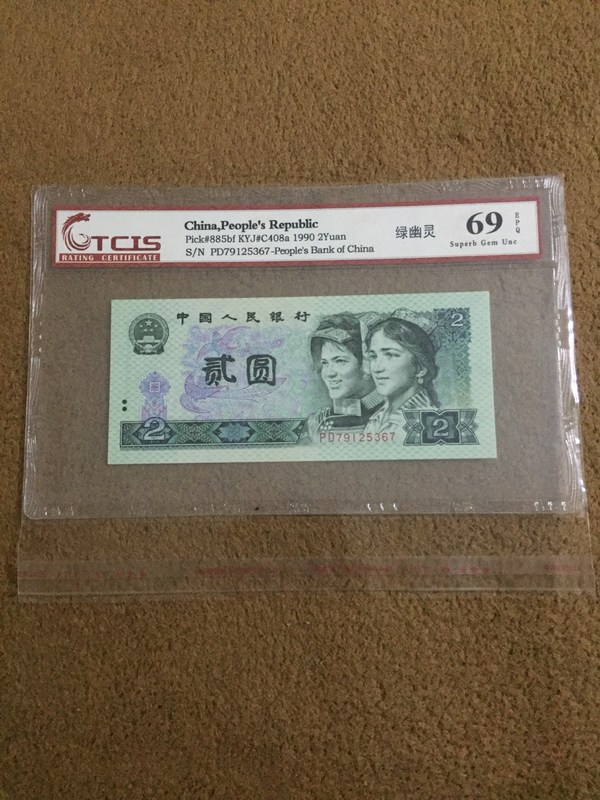 TCIS
RATING CERTIFICATE
China,People's Republic
Pick#885bf KYJ#C408a 1990 2Yuan
S/N PD79125367-People's Bank of China
绿幽灵
69
EPQ
Superb Gem Unc
中国人民银行
2
贰圆
2
PD79125367
2